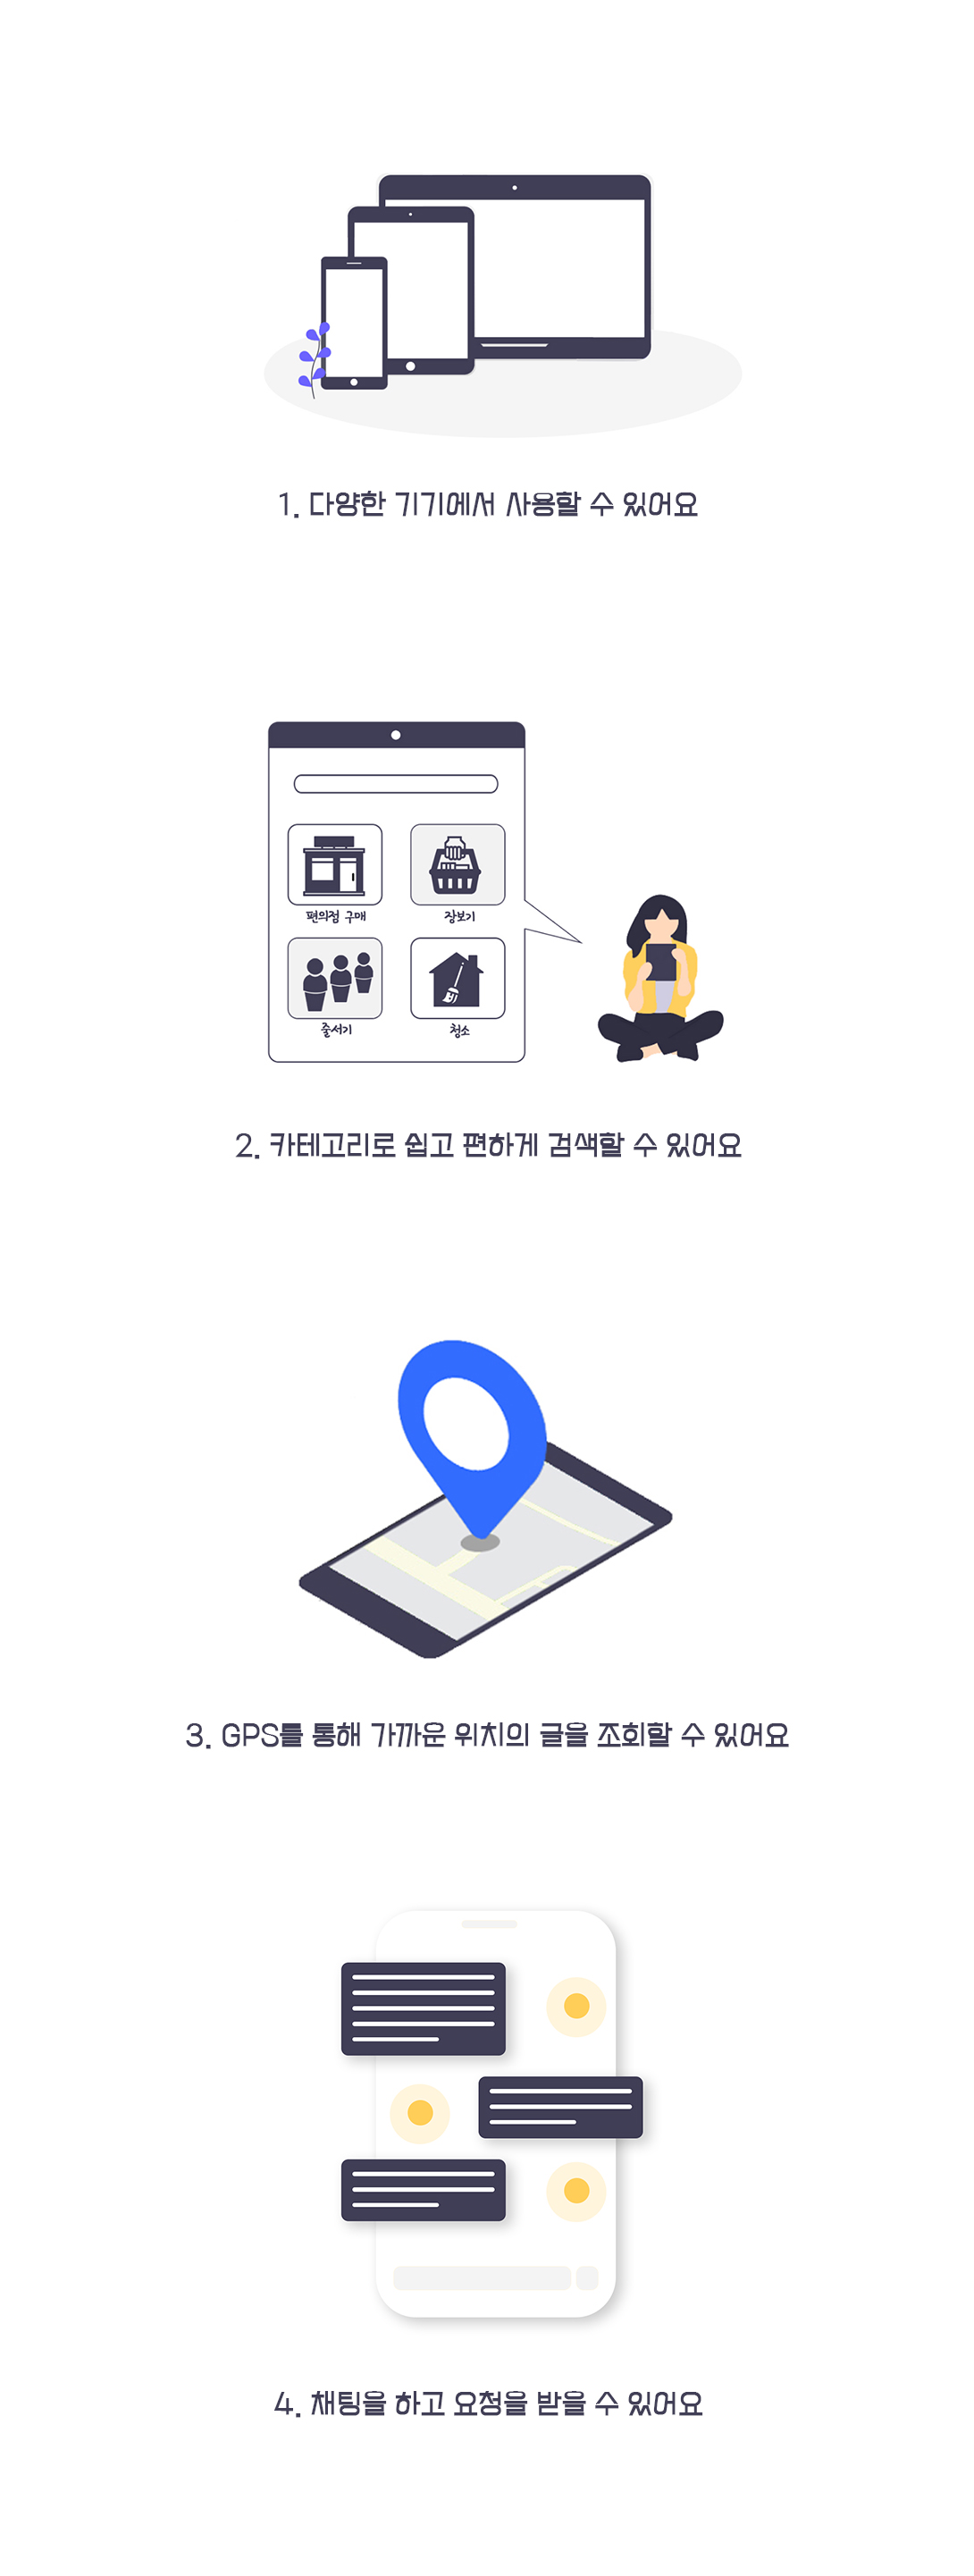 1. 다양한 기기에서 사용할 수 있어요
편의점 구매
장보기
줄서기
청소
2. 카테고리로 쉽고 편하게 검색할 수 있어요
3. GPS를 통해 가까운 위치의 글을 조회할 수 있어요
4. 채팅을 하고 요청을 받을 수 있어요